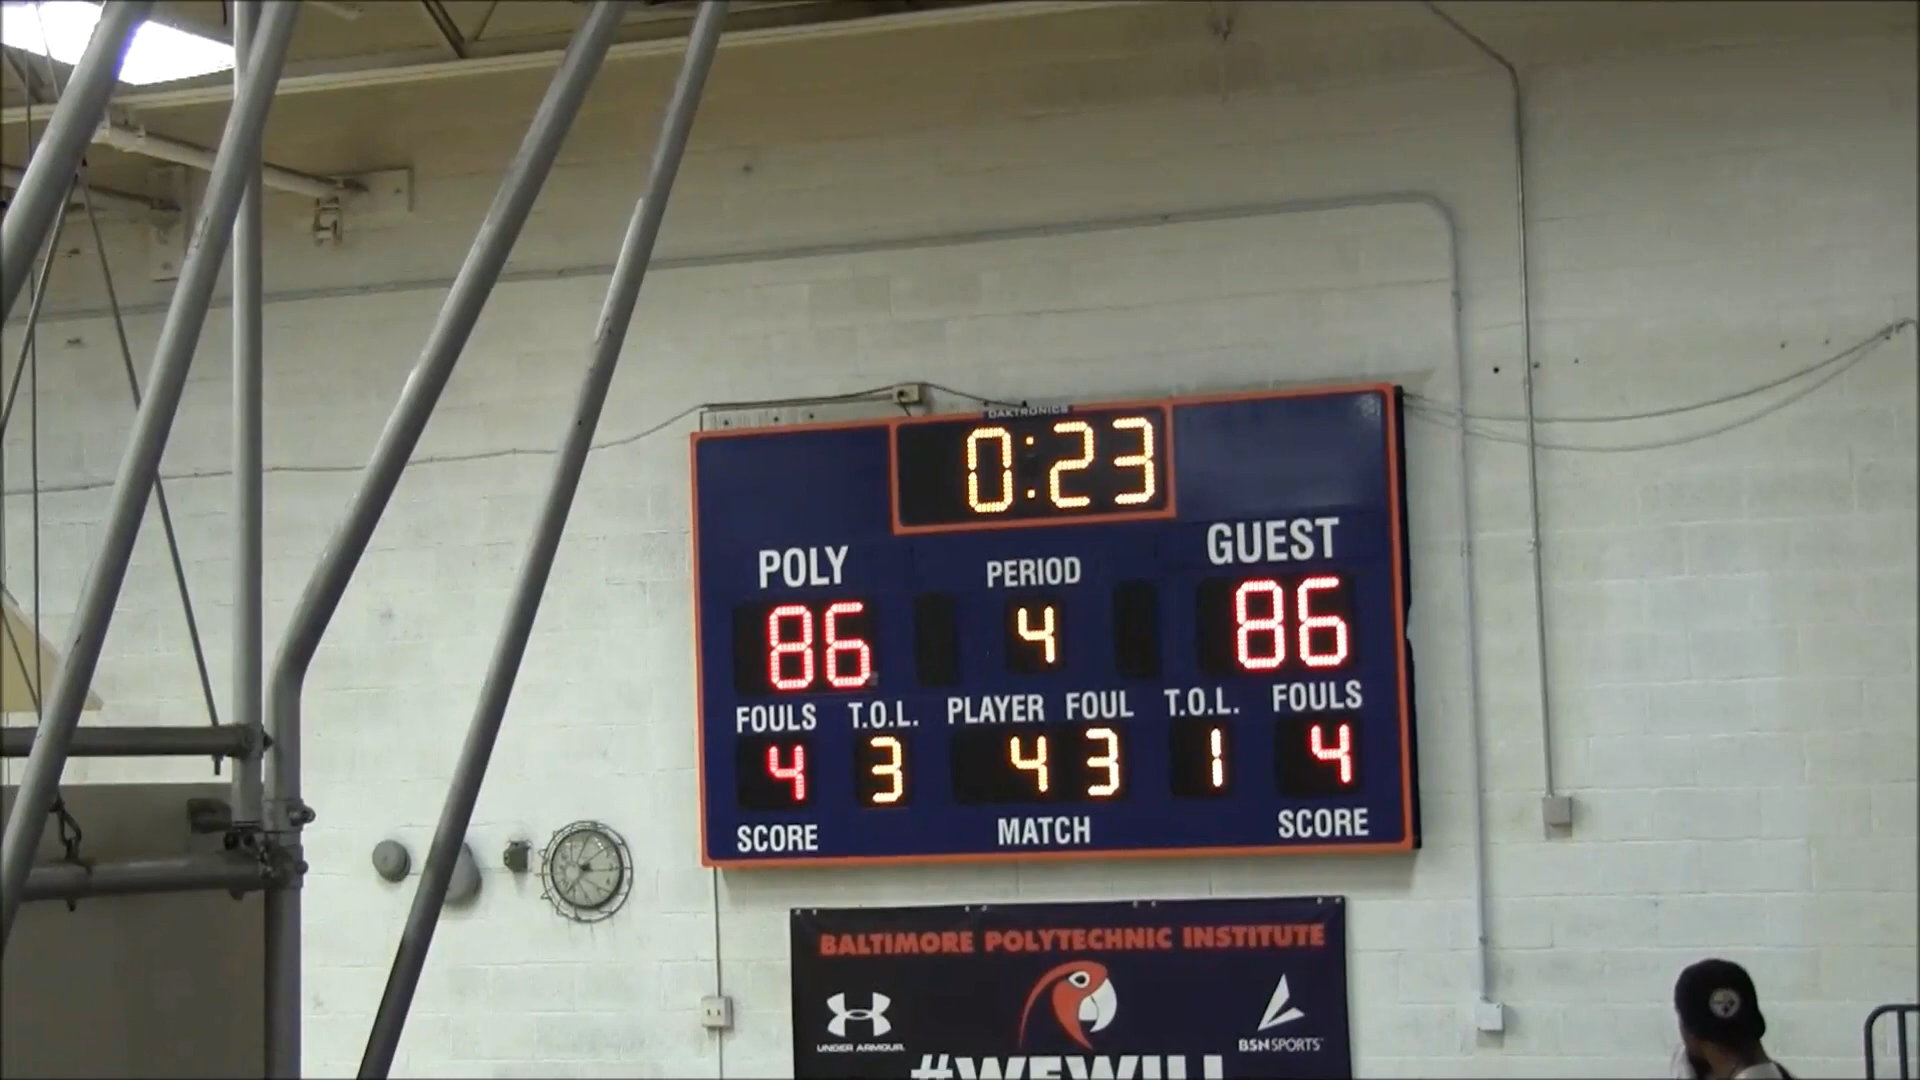 DAKTRONICS
0:23
POLY PERIOD GUEST
86 4 86
FOULS T.O.L. PLAYER FOUL T.O.L. FOULS
4 3 4 3 1 4
SCORE MATCH SCORE
BALTIMORE POLYTECHNIC INSTITUTE
UNDER ARMOUR
BSN SPORTS
#WEWILL